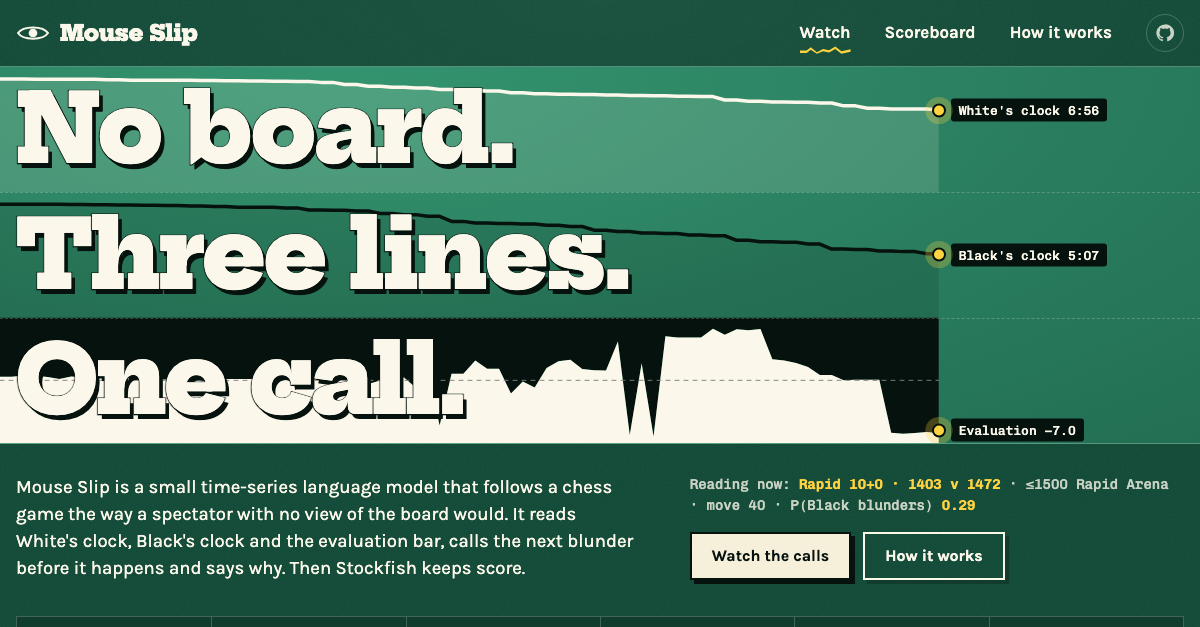 Mouse Slip
Watch
Scoreboard
How it works
No board.
White's clock 6:56
Three lines.
Black's clock 5:07
One call.
Evaluation −7.0
Mouse Slip is a small time-series language model that follows a chess
game the way a spectator with no view of the board would. It reads
White's clock, Black's clock and the evaluation bar, calls the next blunder
before it happens and says why. Then Stockfish keeps score.
Reading now: Rapid 10+0 · 1403 v 1472 · ≤1500 Rapid Arena
· move 40 · P(Black blunders) 0.29
Watch the calls
How it works